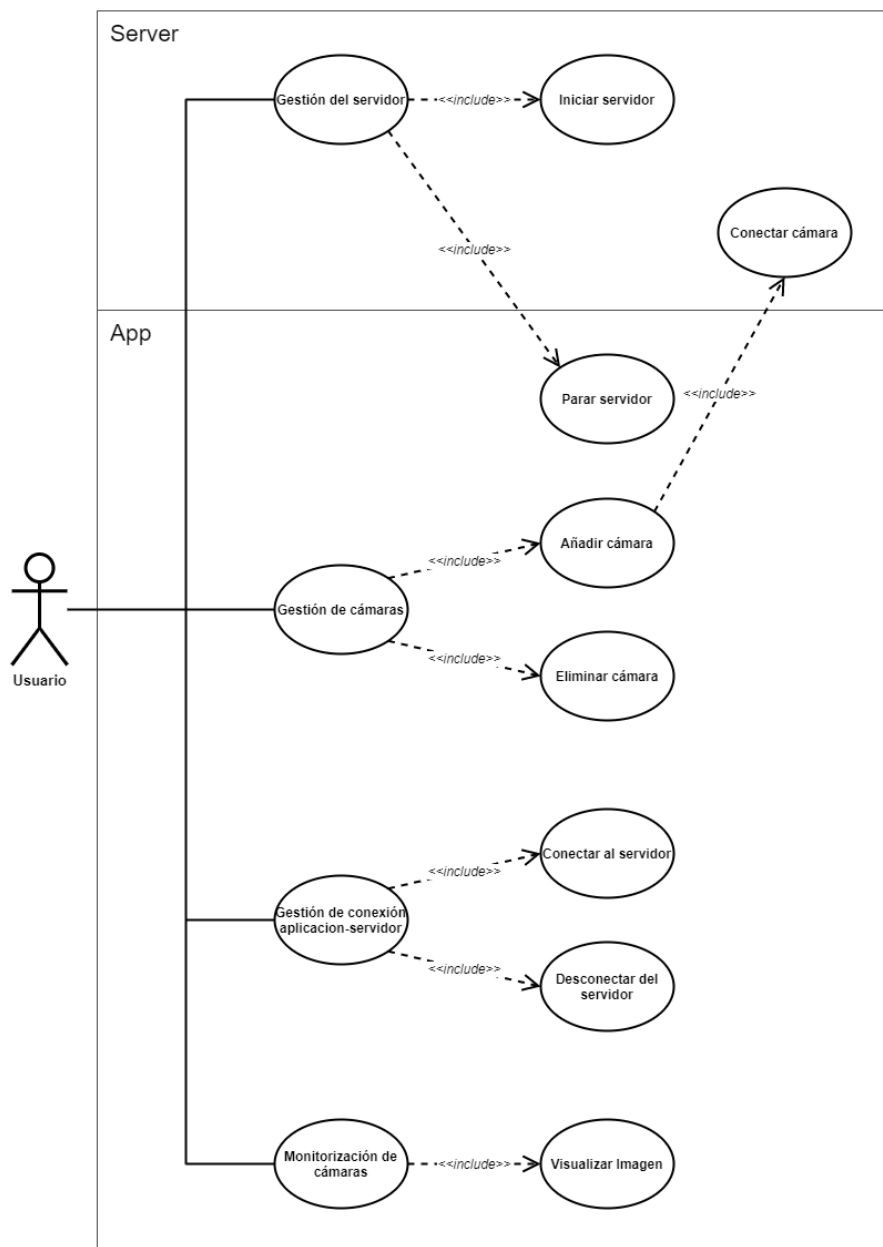 Server
Gestión del servidor
<<include>>
Iniciar servidor
Conectar cámara
<<include>>
App
Parar servidor
<<include>>
Añadir cámara
<<include>>
Gestión de cámaras
<<include>>
Eliminar cámara
Usuario
Conectar al servidor
<<include>>
Gestión de conexión
aplicacion-servidor
<<include>>
Desconectar del
servidor
Monitorización de
cámaras
<<include>>
Visualizar Imagen